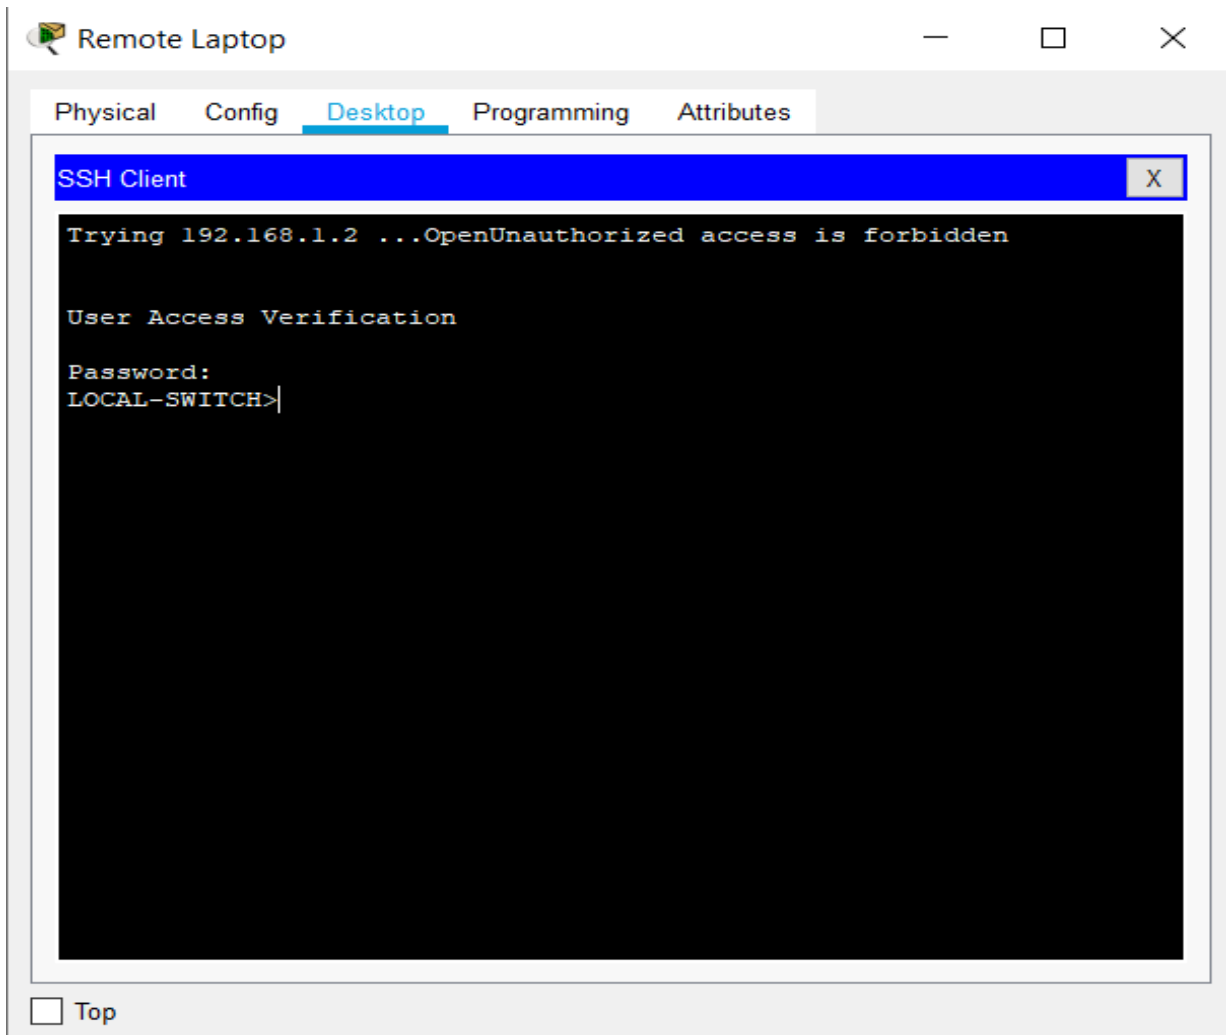 Remote Laptop
Physical Config Desktop Programming Attributes
SSH Client X
Trying 192.168.1.2 ...OpenUnauthorized access is forbidden
User Access Verification
Password:
LOCAL-SWITCH>
Top